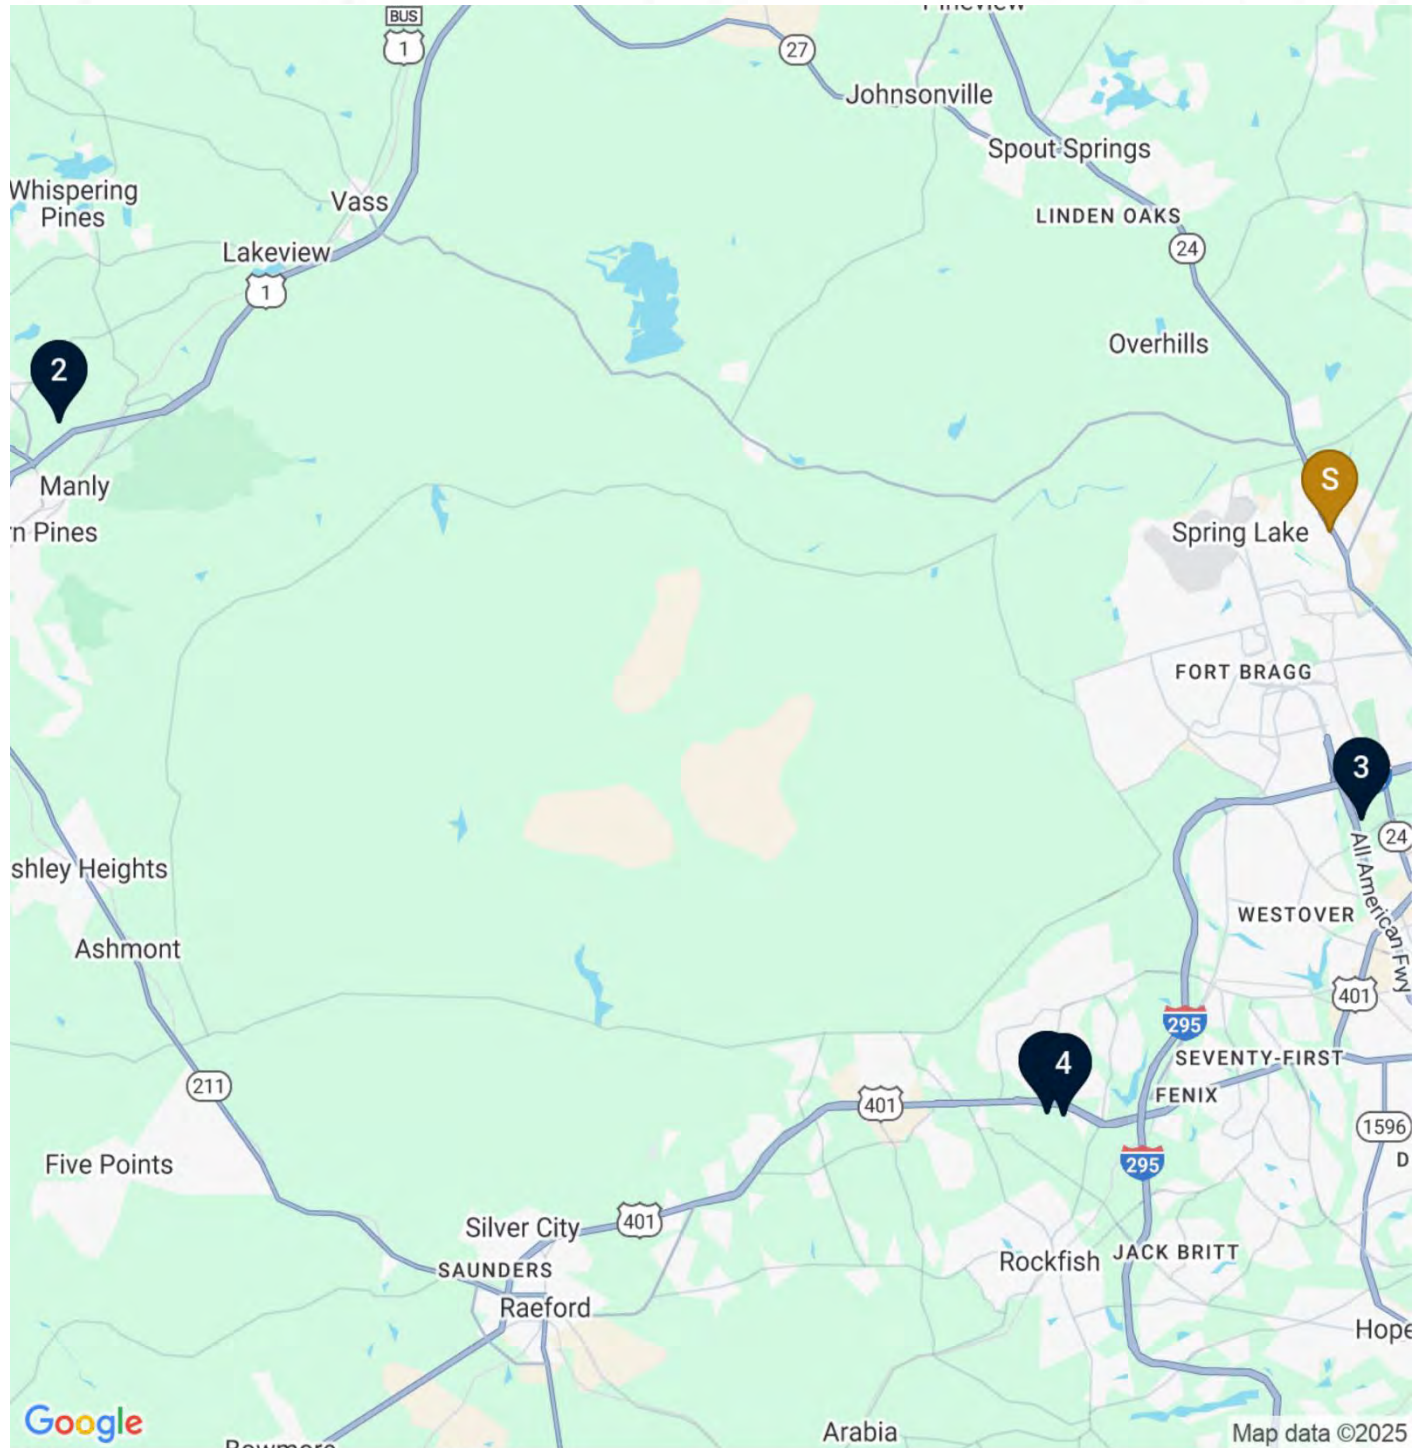 BUS
1
27
Johnsonville
Spout Springs
Whispering
Pines
Vass
LINDEN OAKS
Lakeview
24
1
Overhills
2
S
Manly
rn Pines
Spring Lake
FORT BRAGG
3
24
All American Fwy
shley Heights
WESTOVER
Ashmont
401
295
SEVENTY-FIRST
4
211
401
FENIX
1596
Five Points
295
D
401
Silver City
JACK BRITT
Rockfish
SAUNDERS
Raeford
Hope
Google
Arabia
Map data ©2025